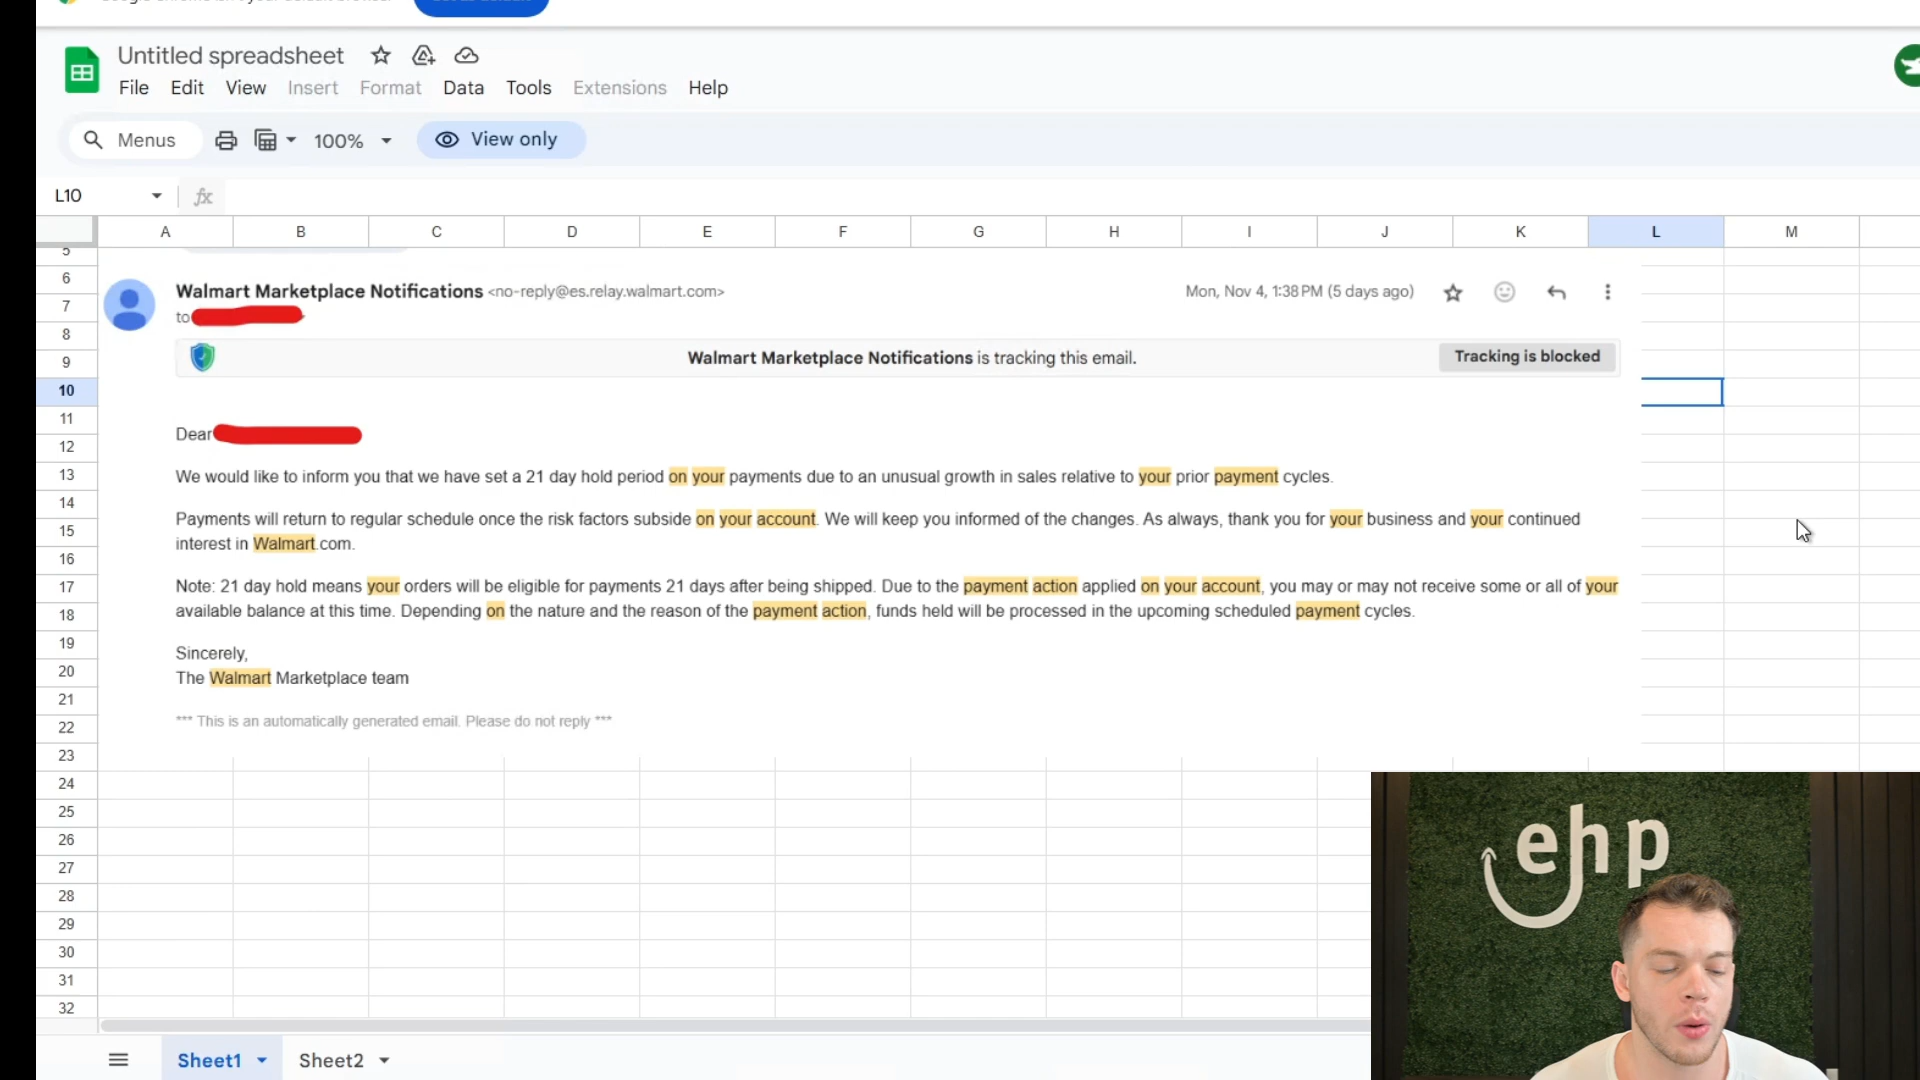 Untitled spreadsheet
File Edit View Insert Format Data Tools Extensions Help
Menus 100% View only
L10 fx
A B C D E F G H I J K L M
5
6
Walmart Marketplace Notifications <no-reply@es.relay.walmart.com> Mon, Nov 4, 1:38 PM (5 days ago)
7
to
8
9
Walmart Marketplace Notifications is tracking this email. Tracking is blocked
10
11
12
Dear
13
We would like to inform you that we have set a 21 day hold period on your payments due to an unusual growth in sales relative to your prior payment cycles.
14
15
Payments will return to regular schedule once the risk factors subside on your account. We will keep you informed of the changes. As always, thank you for your business and your continued
interest in Walmart.com.
16
17
Note: 21 day hold means your orders will be eligible for payments 21 days after being shipped. Due to the payment action applied on your account, you may or may not receive some or all of your
18
available balance at this time. Depending on the nature and the reason of the payment action, funds held will be processed in the upcoming scheduled payment cycles.
19
Sincerely,
20
The Walmart Marketplace team
21
22
*** This is an automatically generated email. Please do not reply ***
23
24
25
26
27
28
29
30
31
32
ehp
Sheet1 Sheet2